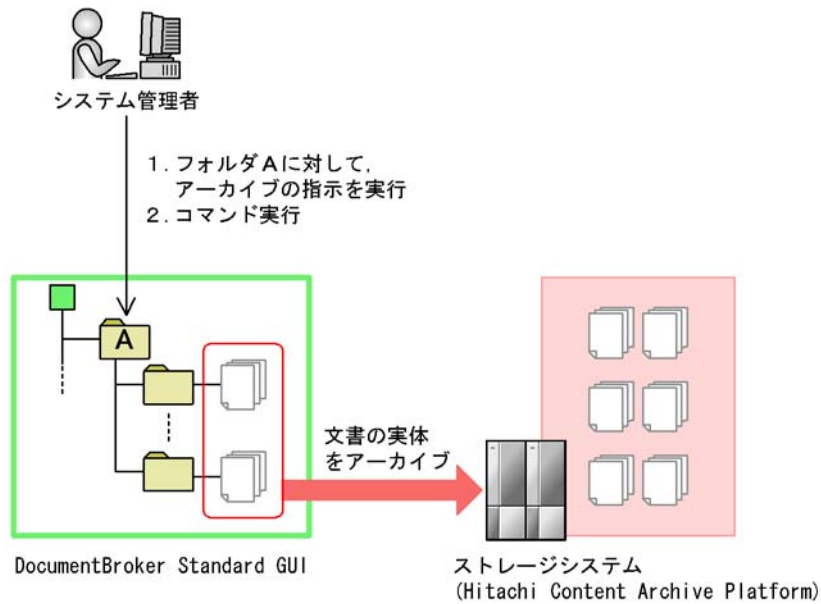 システム管理者
1．フォルダAに対して，
アーカイブの指示を実行
2．コマンド実行
A
文書の実体
をアーカイブ
DocumentBroker Standard GUI
ストレージシステム
(Hitachi Content Archive Platform)